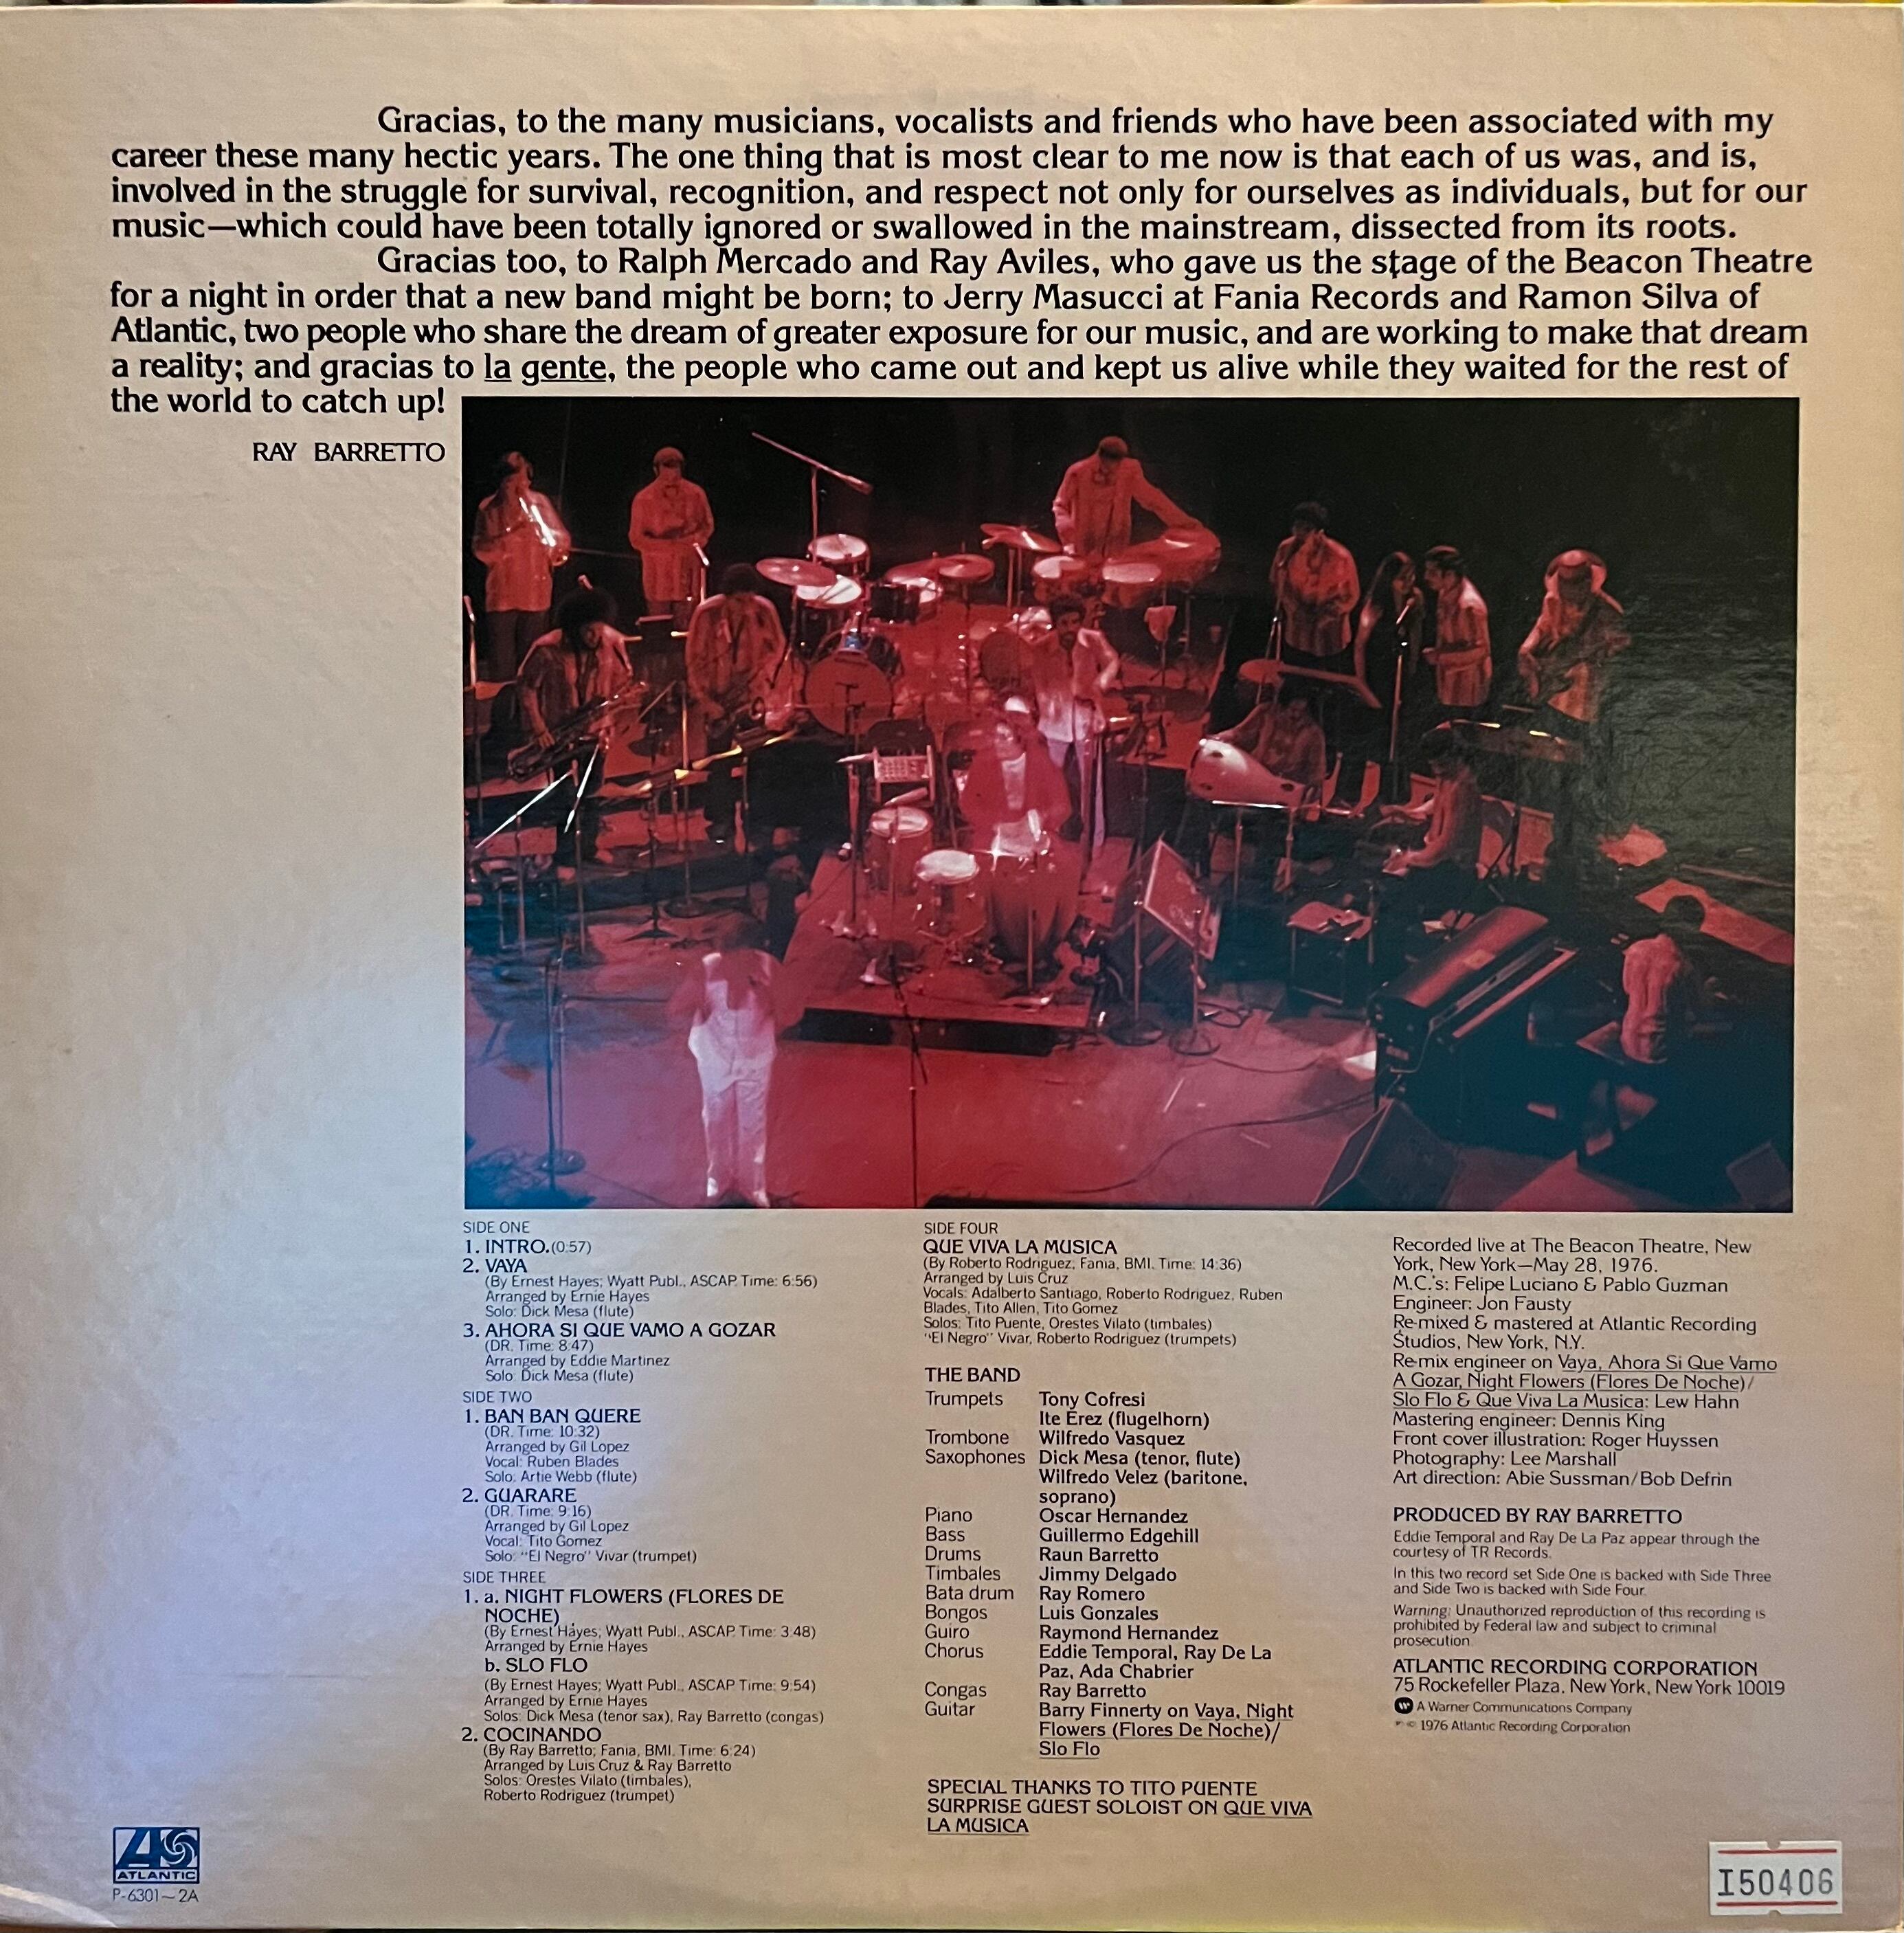 Gracias, to the many musicians, vocalists and friends who have been associated with my
career these many hectic years. The one thing that is most clear to me now is that each of us was, and is,
involved in the struggle for survival, recognition, and respect not only for ourselves as individuals, but for our
music—which could have been totally ignored or swallowed in the mainstream, dissected from its roots.
Gracias too, to Ralph Mercado and Ray Aviles, who gave us the stage of the Beacon Theatre
for a night in order that a new band might be born; to Jerry Masucci at Fania Records and Ramon Silva of
Atlantic, two people who share the dream of greater exposure for our music, and are working to make that dream
a reality; and gracias to la gente, the people who came out and kept us alive while they waited for the rest of
the world to catch up!
RAY BARRETTO
SIDE ONE
1. INTRO. (0:57)
2. VAYA
(By Ernest Hayes; Wyatt Publ., ASCAP. Time: 6:56)
Arranged by Ernie Hayes
Solo: Dick Mesa (flute)
3. AHORA SI QUE VAMO A GOZAR
(DR. Time: 8:47)
Arranged by Eddie Martinez
Solo: Dick Mesa (flute)
SIDE TWO
1. BAN BAN QUERE
(DR. Time: 10:32)
Arranged by Gil Lopez
Vocal: Ruben Blades
Solo: Artie Webb (flute)
2. GUARARE
(DR. Time: 9:16)
Arranged by Gil Lopez
Vocal: Tito Gomez
Solo: "El Negro" Vivar (trumpet)
SIDE THREE
1. a. NIGHT FLOWERS (FLORES DE
NOCHE)
(By Ernest Hayes; Wyatt Publ., ASCAP. Time: 3:48)
Arranged by Ernie Hayes
b. SLO FLO
(By Ernest Hayes; Wyatt Publ., ASCAP. Time: 9:54)
Arranged by Ernie Hayes
Solos: Dick Mesa (tenor sax), Ray Barretto (congas)
2. COCINANDO
(By Ray Barretto; Fania, BMI. Time: 6:24)
Arranged by Luis Cruz & Ray Barretto
Solos: Orestes Vilato (timbales),
Roberto Rodriguez (trumpet)
SIDE FOUR
QUE VIVA LA MUSICA
(By Roberto Rodriguez; Fania, BMI. Time: 14:36)
Arranged by Luis Cruz
Vocals: Adalberto Santiago, Roberto Rodriguez, Ruben
Blades, Tito Allen, Tito Gomez
Solos: Tito Puente, Orestes Vilato (timbales)
"El Negro" Vivar, Roberto Rodriguez (trumpets)
THE BAND
Trumpets Tony Cofresi
Ite Erez (flugelhorn)
Trombone Wilfredo Vasquez
Saxophones Dick Mesa (tenor, flute)
Wilfredo Velez (baritone,
soprano)
Piano Oscar Hernandez
Bass Guillermo Edgehill
Drums Raun Barretto
Timbales Jimmy Delgado
Bata drum Ray Romero
Bongos Luis Gonzales
Guiro Raymond Hernandez
Chorus Eddie Temporal, Ray De La
Paz, Ada Chabrier
Congas Ray Barretto
Guitar Barry Finnerty on Vaya, Night
Flowers (Flores De Noche)/
Slo Flo
SPECIAL THANKS TO TITO PUENTE
SURPRISE GUEST SOLOIST ON QUE VIVA
LA MUSICA
Recorded live at The Beacon Theatre, New
York, New York—May 28, 1976.
M.C.'s: Felipe Luciano & Pablo Guzman
Engineer: Jon Fausty
Re-mixed & mastered at Atlantic Recording
Studios, New York, N.Y.
Re-mix engineer on Vaya, Ahora Si Que Vamo
A Gozar, Night Flowers (Flores De Noche)/
Slo Flo & Que Viva La Musica: Lew Hahn
Mastering engineer: Dennis King
Front cover illustration: Roger Huyssen
Photography: Lee Marshall
Art direction: Abie Sussman/Bob Defrin
PRODUCED BY RAY BARRETTO
Eddie Temporal and Ray De La Paz appear through the
courtesy of TR Records.
In this two record set Side One is backed with Side Three
and Side Two is backed with Side Four.
Warning: Unauthorized reproduction of this recording is
prohibited by Federal law and subject to criminal
prosecution.
ATLANTIC RECORDING CORPORATION
75 Rockefeller Plaza, New York, New York 10019
A Warner Communications Company
℗ © 1976 Atlantic Recording Corporation
ATLANTIC
P-6301~2A
I50406